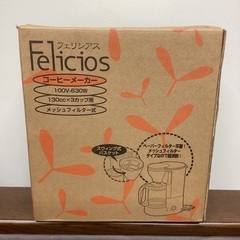 フェリシアス
Felicios
コーヒーメーカー
100V-630W
130cc×3カップ用
メッシュフィルター式
スウィング式
バスケット
ペーパーフィルター不要!
メッシュフィルター
タイプなので経済的!